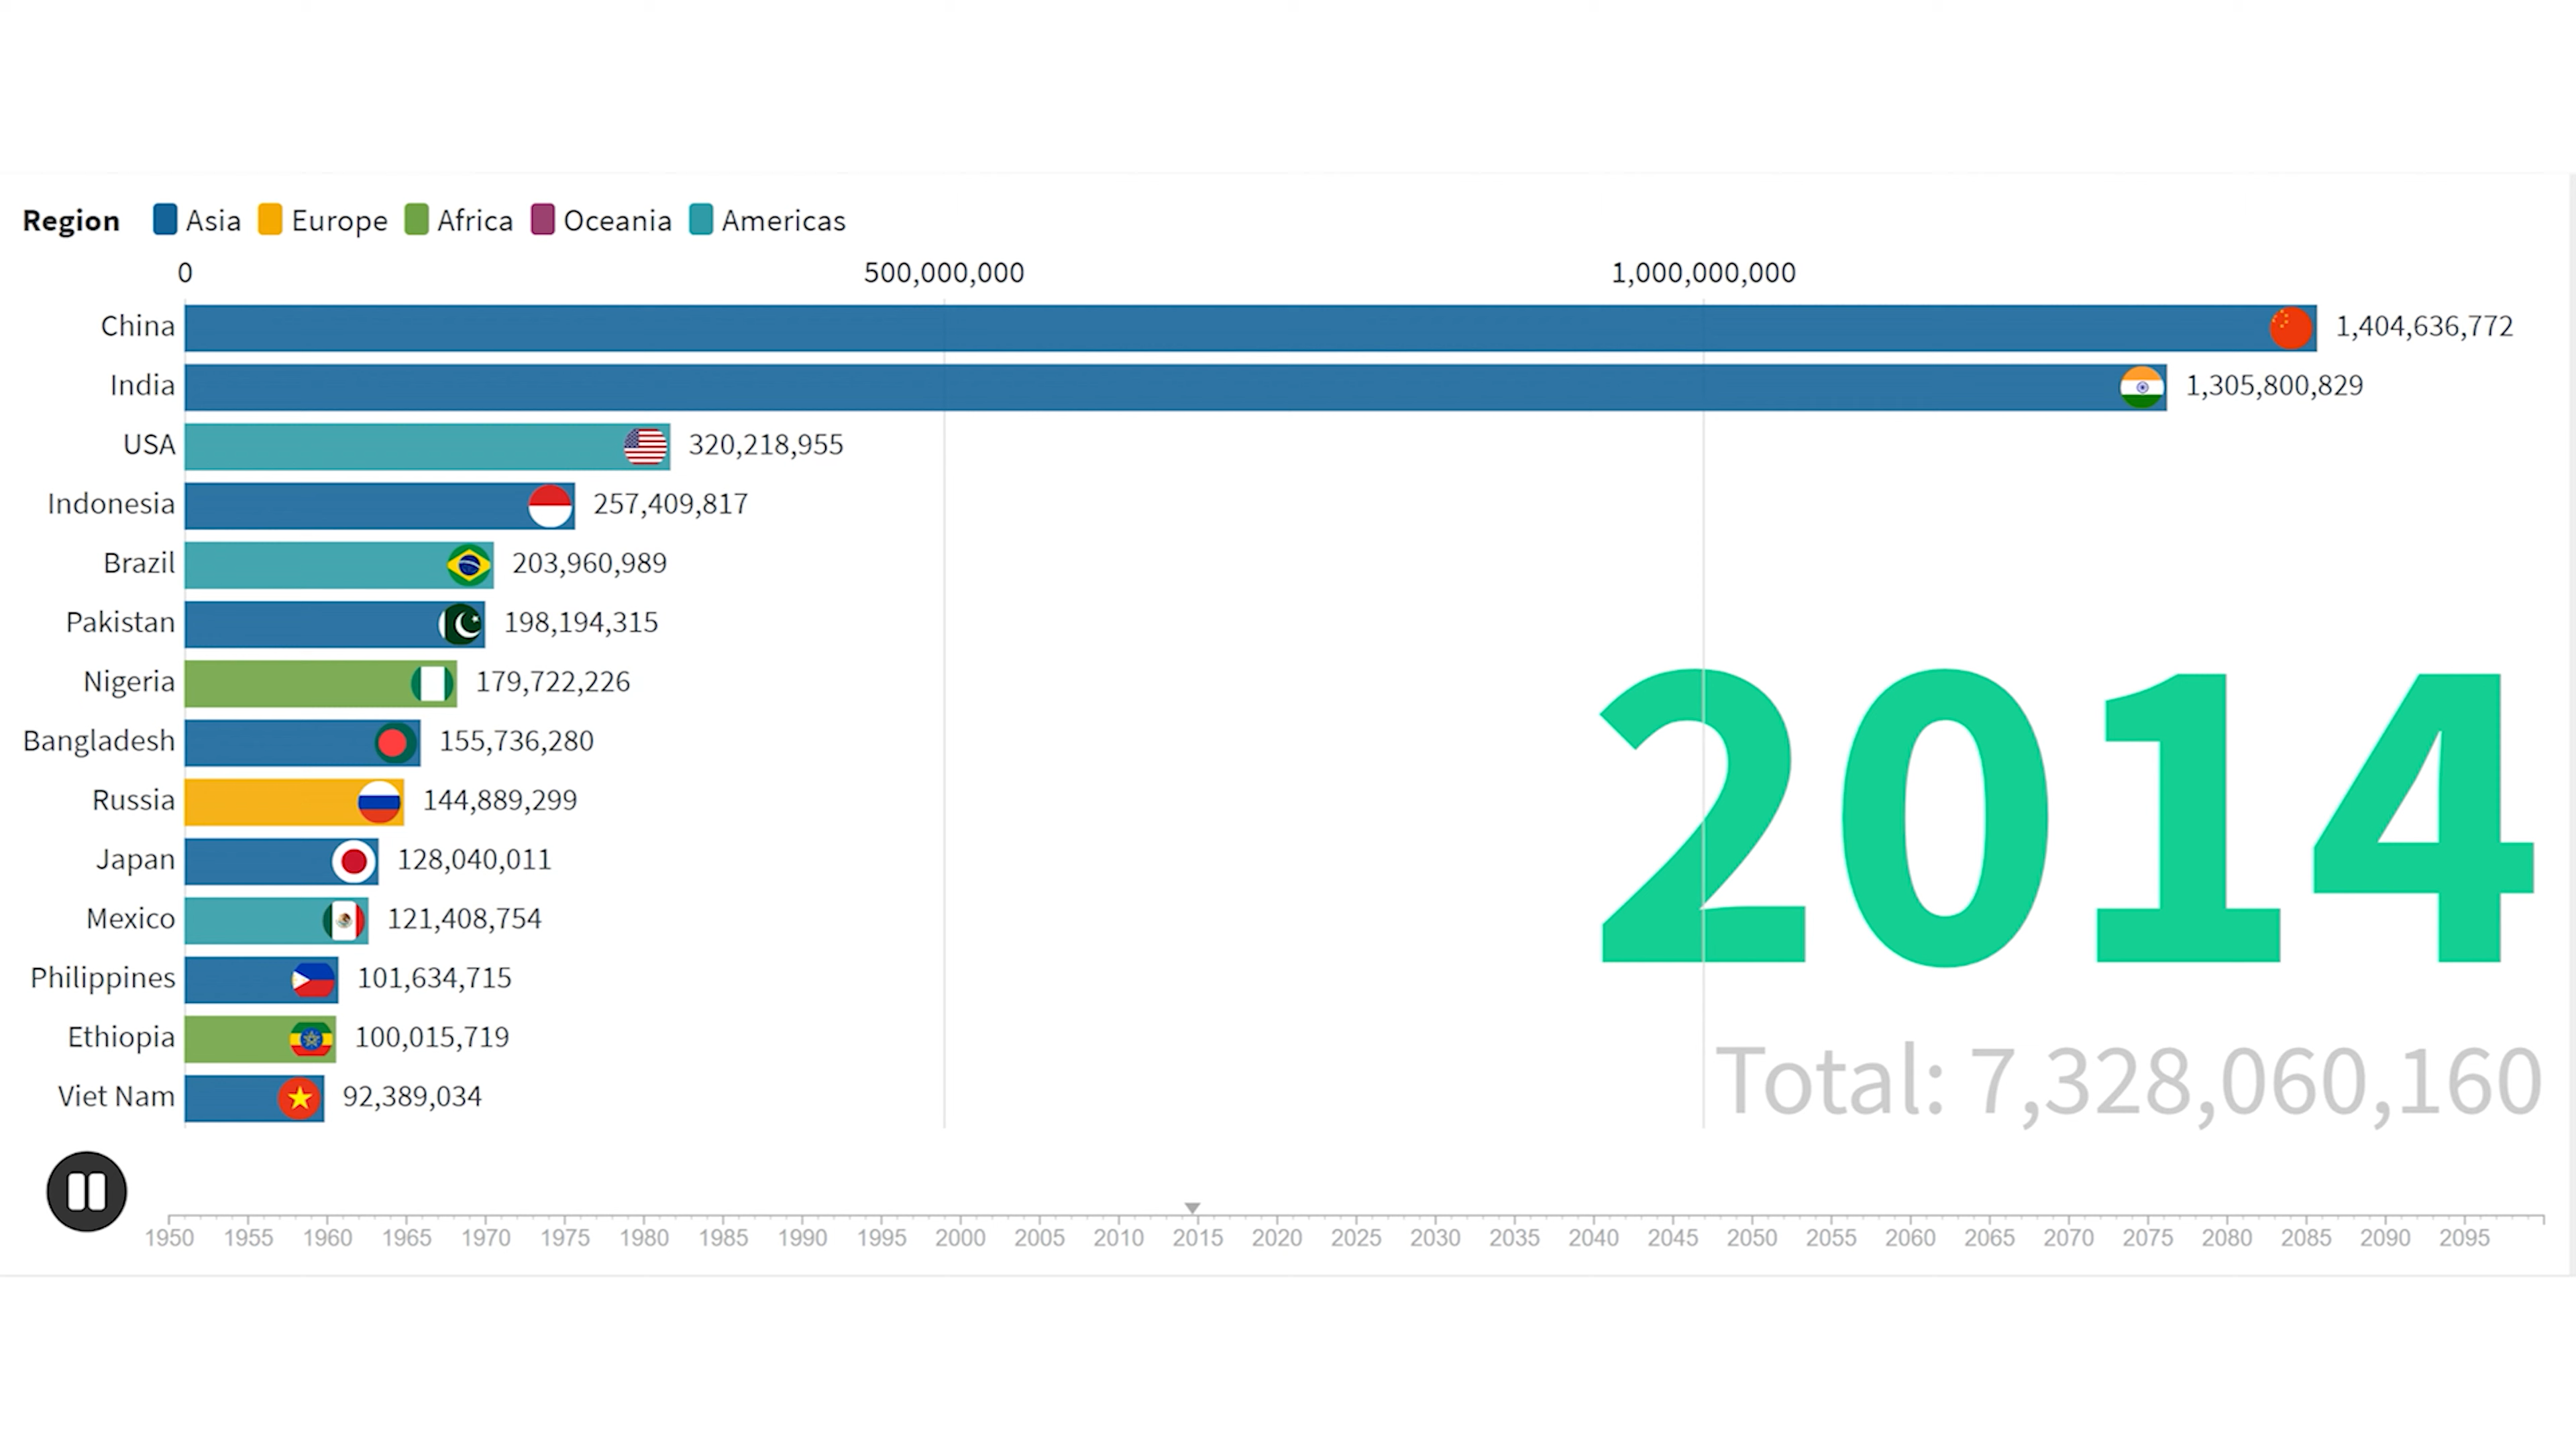 Region Asia Europe Africa Oceania Americas
0 500,000,000 1,000,000,000
China 1,404,636,772
India 1,305,800,829
USA 320,218,955
Indonesia 257,409,817
Brazil 203,960,989
Pakistan 198,194,315
Nigeria 179,722,226
Bangladesh 155,736,280
Russia 144,889,299
Japan 128,040,011
Mexico 121,408,754
Philippines 101,634,715
Ethiopia 100,015,719
Viet Nam 92,389,034
2014
Total: 7,328,060,160
1950 1955 1960 1965 1970 1975 1980 1985 1990 1995 2000 2005 2010 2015 2020 2025 2030 2035 2040 2045 2050 2055 2060 2065 2070 2075 2080 2085 2090 2095